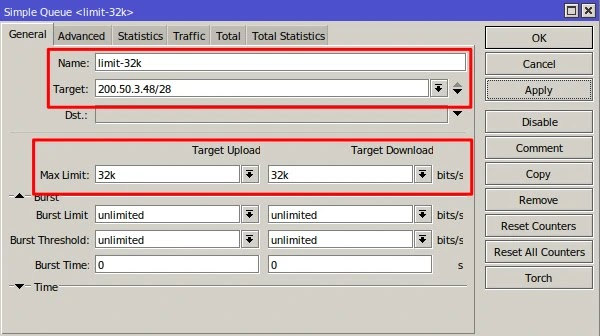 Simple Queue <limit-32k>
General Advanced Statistics Traffic Total Total Statistics
Name: limit-32k
Target: 200.50.3.48/28
Dst.:
Target Upload Target Download
Max Limit: 32k 32k bits/s
Burst
Burst Limit unlimited unlimited bits/s
Burst Threshold: unlimited unlimited bits/s
Burst Time: 0 0 s
Time
OK
Cancel
Apply
Disable
Comment
Copy
Remove
Reset Counters
Reset All Counters
Torch